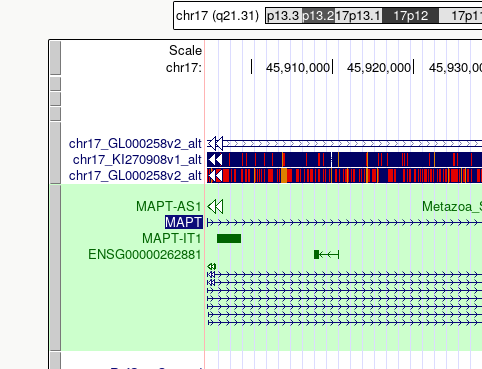 chr17 (q21.31) p13.3 p13.2 17p13.1 17p12 17p11
Scale
chr17: 45,910,000 45,920,000 45,930,00
chr17_GL000258v2_alt
chr17_KI270908v1_alt
chr17_GL000258v2_alt
MAPT-AS1 Metazoa_S
MAPT
MAPT-IT1
ENSG00000262881